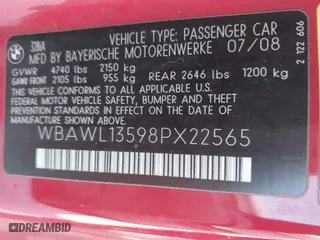 328iA VEHICLE TYPE: PASSENGER CAR
MFD BY BAYERISCHE MOTORENWERKE 07/08
GVWR 4740 lbs 2150 kg
FRONT 2105 lbs 955 kg REAR 2646 lbs 1200 kg
This vehicle conforms to all applicable U.S. federal
motor vehicle safety, bumper and theft prevention
standards in effect on the date of manufacture
shown above.
WBAWL13598PX22565
2 122 606
DREAMBID